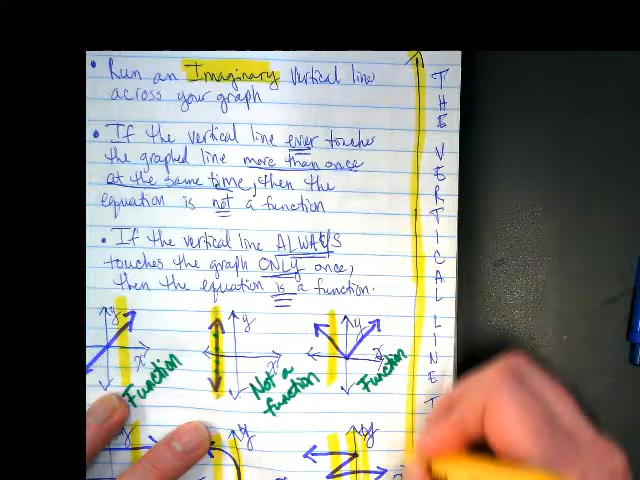 • Run an Imaginary vertical line
across your graph
• If the vertical line ever touches
the graphed line more than once
at the same time, then the
equation is not a function
• If the vertical line ALWAYS
touches the graph ONLY once,
then the equation is a function.
y
x
Function
y
x
Not a
function
y
x
Function
y
y
y
THE VERTICAL LINE T